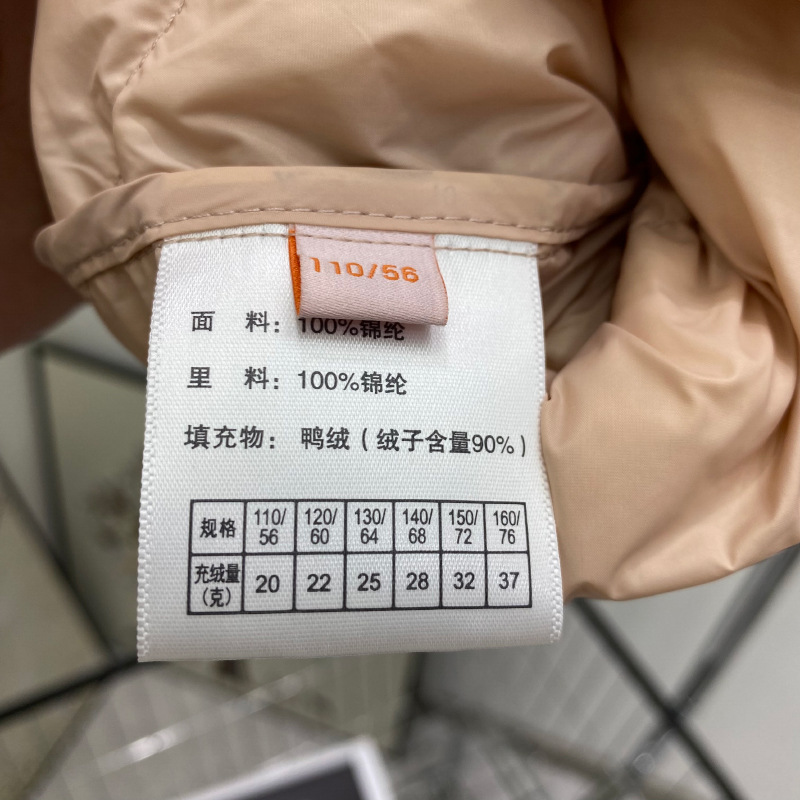 110/56
面 料：100%锦纶
里 料：100%锦纶
填充物：鸭绒（绒子含量90%）
规格 110/56 120/60 130/64 140/68 150/72 160/76
充绒量（克） 20 22 25 28 32 37